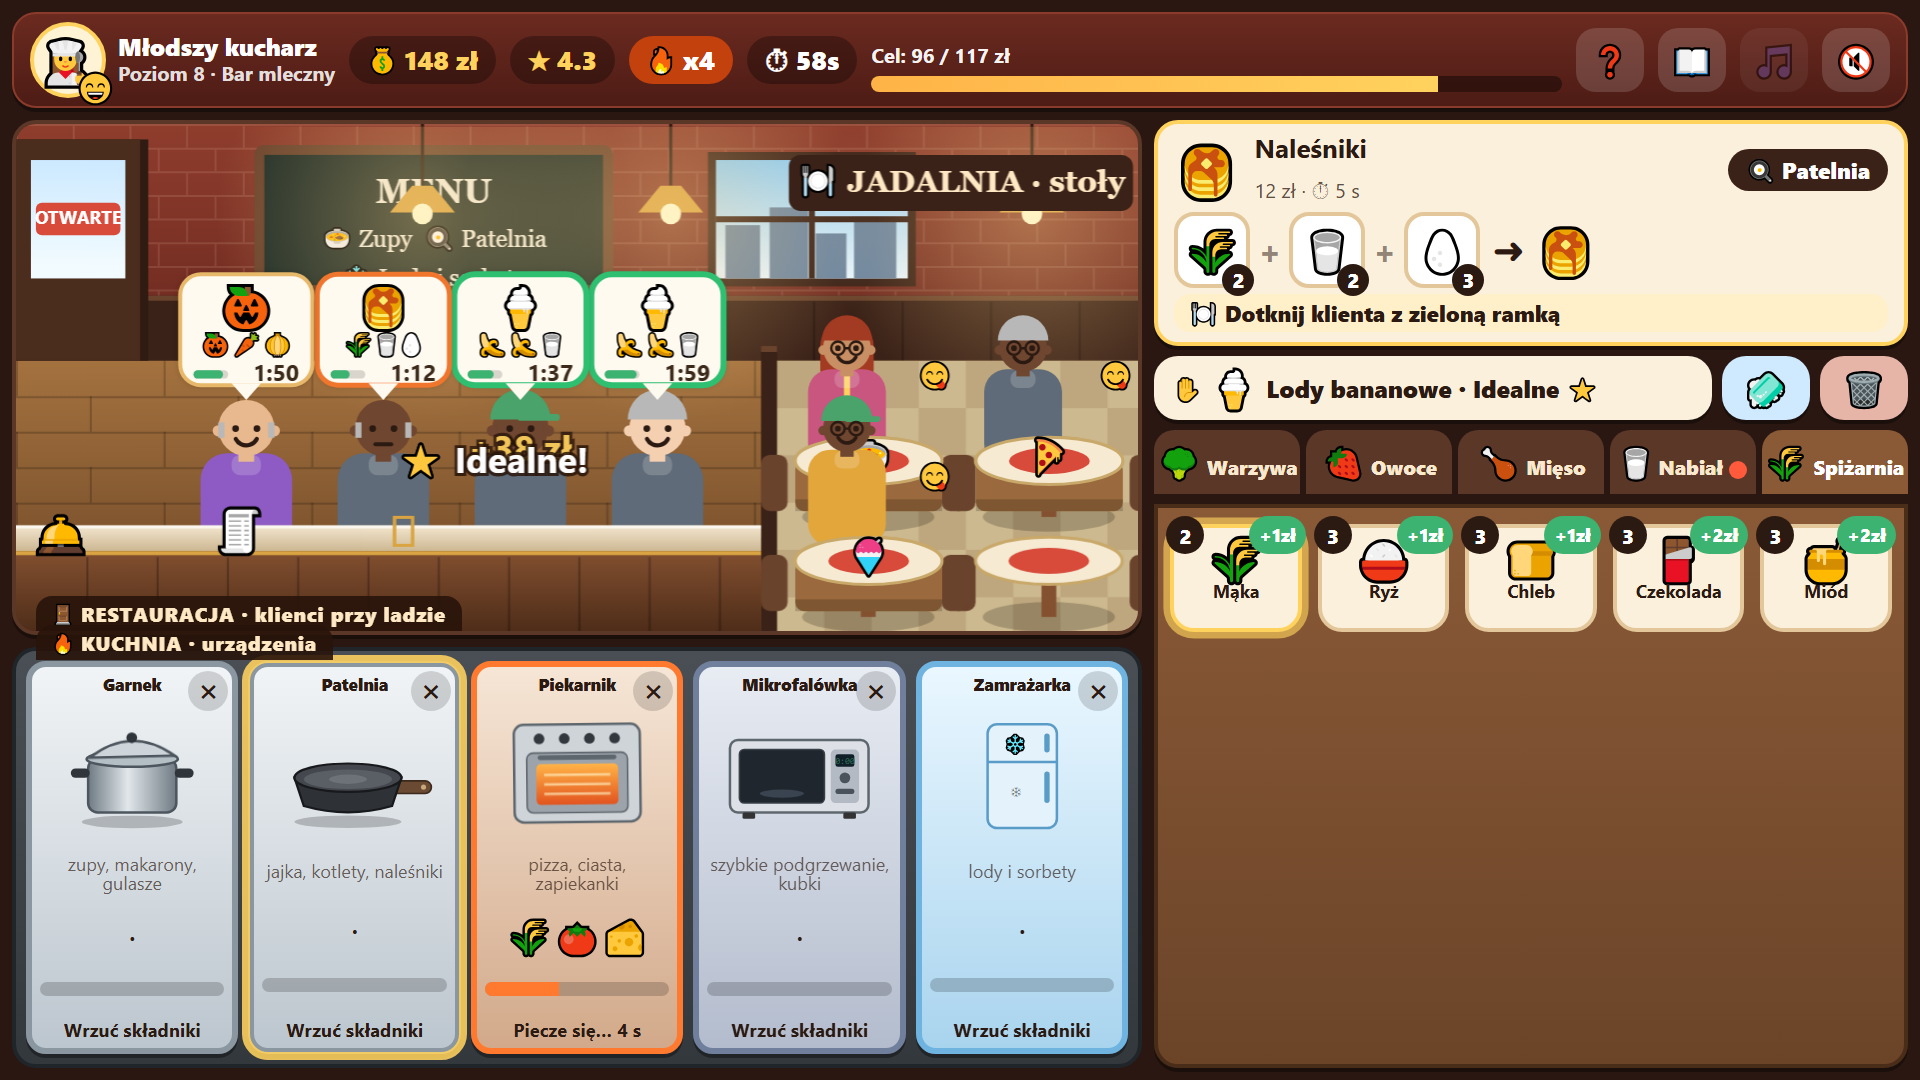 Młodszy kucharz
Poziom 8 · Bar mleczny
148 zł
★ 4.3
x4
58s
Cel: 96 / 117 zł
OTWARTE
MENU
Zupy Patelnia
JADALNIA · stoły
1:50
1:12
1:37
1:59
Idealne!
RESTAURACJA · klienci przy ladzie
KUCHNIA · urządzenia
Naleśniki
12 zł · 5 s
Patelnia
2 + 2 + 3 →
Dotknij klienta z zieloną ramką
Lody bananowe · Idealne
Warzywa
Owoce
Mięso
Nabiał
Spiżarnia
2 +1zł
Mąka
3 +1zł
Ryż
3 +1zł
Chleb
3 +2zł
Czekolada
3 +2zł
Miód
Garnek
zupy, makarony,
gulasze
Wrzuć składniki
Patelnia
jajka, kotlety, naleśniki
Wrzuć składniki
Piekarnik
pizza, ciasta,
zapiekanki
Piecze się... 4 s
Mikrofalówka
0:00
szybkie podgrzewanie,
kubki
Wrzuć składniki
Zamrażarka
lody i sorbety
Wrzuć składniki